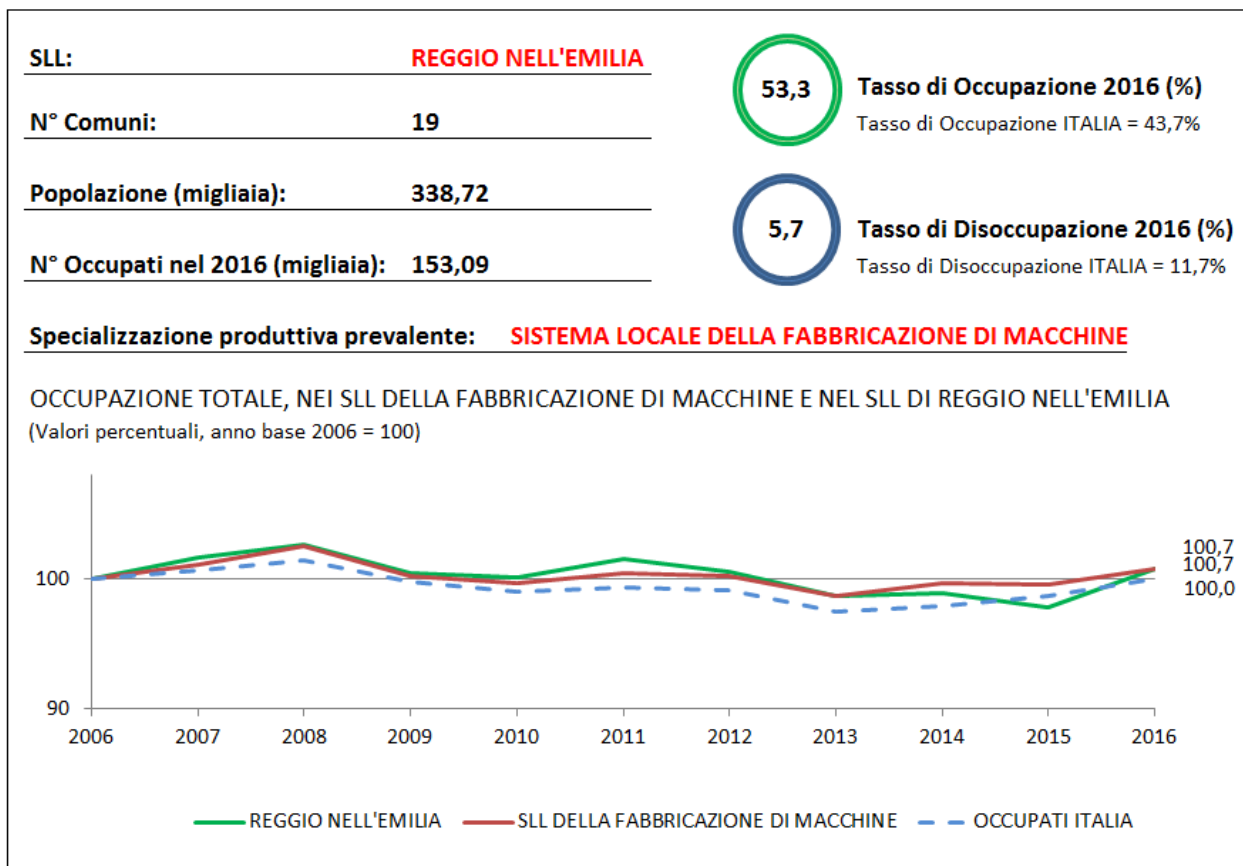 SLL: REGGIO NELL'EMILIA
N° Comuni: 19
Popolazione (migliaia): 338,72
N° Occupati nel 2016 (migliaia): 153,09
53,3 Tasso di Occupazione 2016 (%)
Tasso di Occupazione ITALIA = 43,7%
5,7 Tasso di Disoccupazione 2016 (%)
Tasso di Disoccupazione ITALIA = 11,7%
Specializzazione produttiva prevalente: SISTEMA LOCALE DELLA FABBRICAZIONE DI MACCHINE
OCCUPAZIONE TOTALE, NEI SLL DELLA FABBRICAZIONE DI MACCHINE E NEL SLL DI REGGIO NELL'EMILIA
(Valori percentuali, anno base 2006 = 100)
100,7
100,7
100,0
100
90
2006 2007 2008 2009 2010 2011 2012 2013 2014 2015 2016
REGGIO NELL'EMILIA SLL DELLA FABBRICAZIONE DI MACCHINE OCCUPATI ITALIA